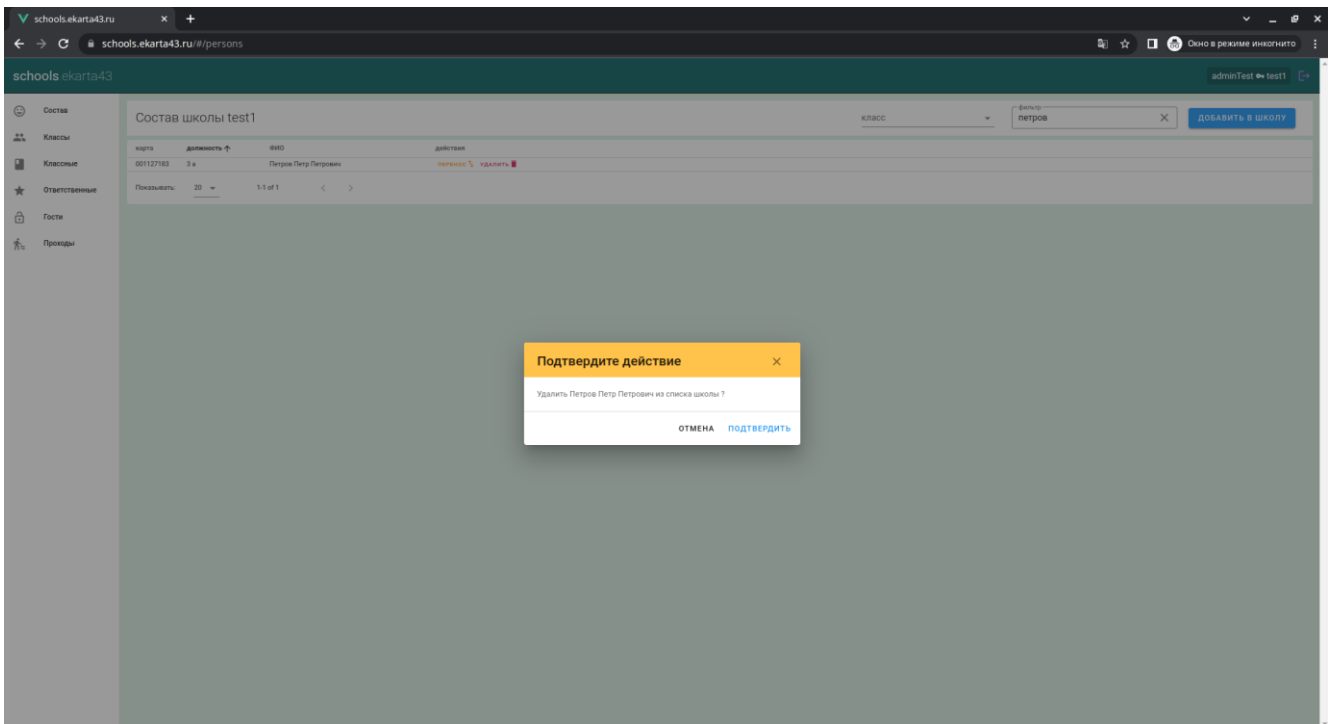 schools.ekarta43.ru
schools.ekarta43.ru/#/persons
Окно в режиме инкогнито
schools.ekarta43
adminTest test1
Состав
Классы
Классные
Ответственные
Гости
Проходы
Состав школы test1
класс
фильтр
петров
ДОБАВИТЬ В ШКОЛУ
карта должность ФИО действия
001127183 3 а Петров Петр Петрович перенос удалить
Показывать: 20 1-1 of 1
Подтвердите действие
Удалить Петров Петр Петрович из списка школы ?
ОТМЕНА ПОДТВЕРДИТЬ